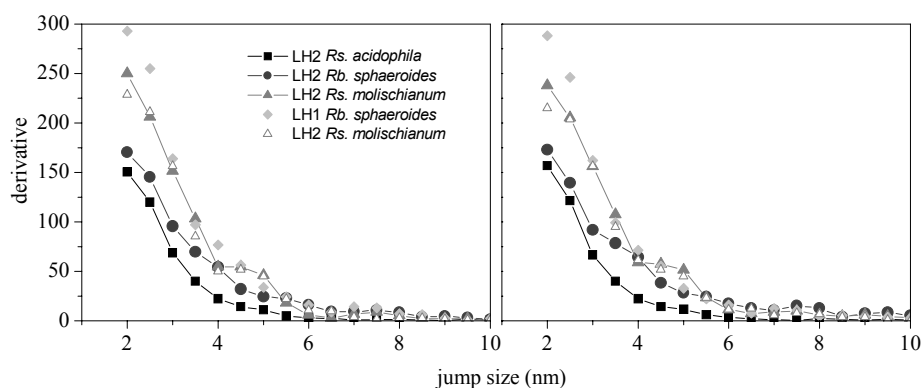 derivative
300
250
200
150
100
50
0
LH2 Rs. acidophila
LH2 Rb. sphaeroides
LH2 Rs. molischianum
LH1 Rb. sphaeroides
LH2 Rs. molischianum
2 4 6 8 10 2 4 6 8 10
jump size (nm)